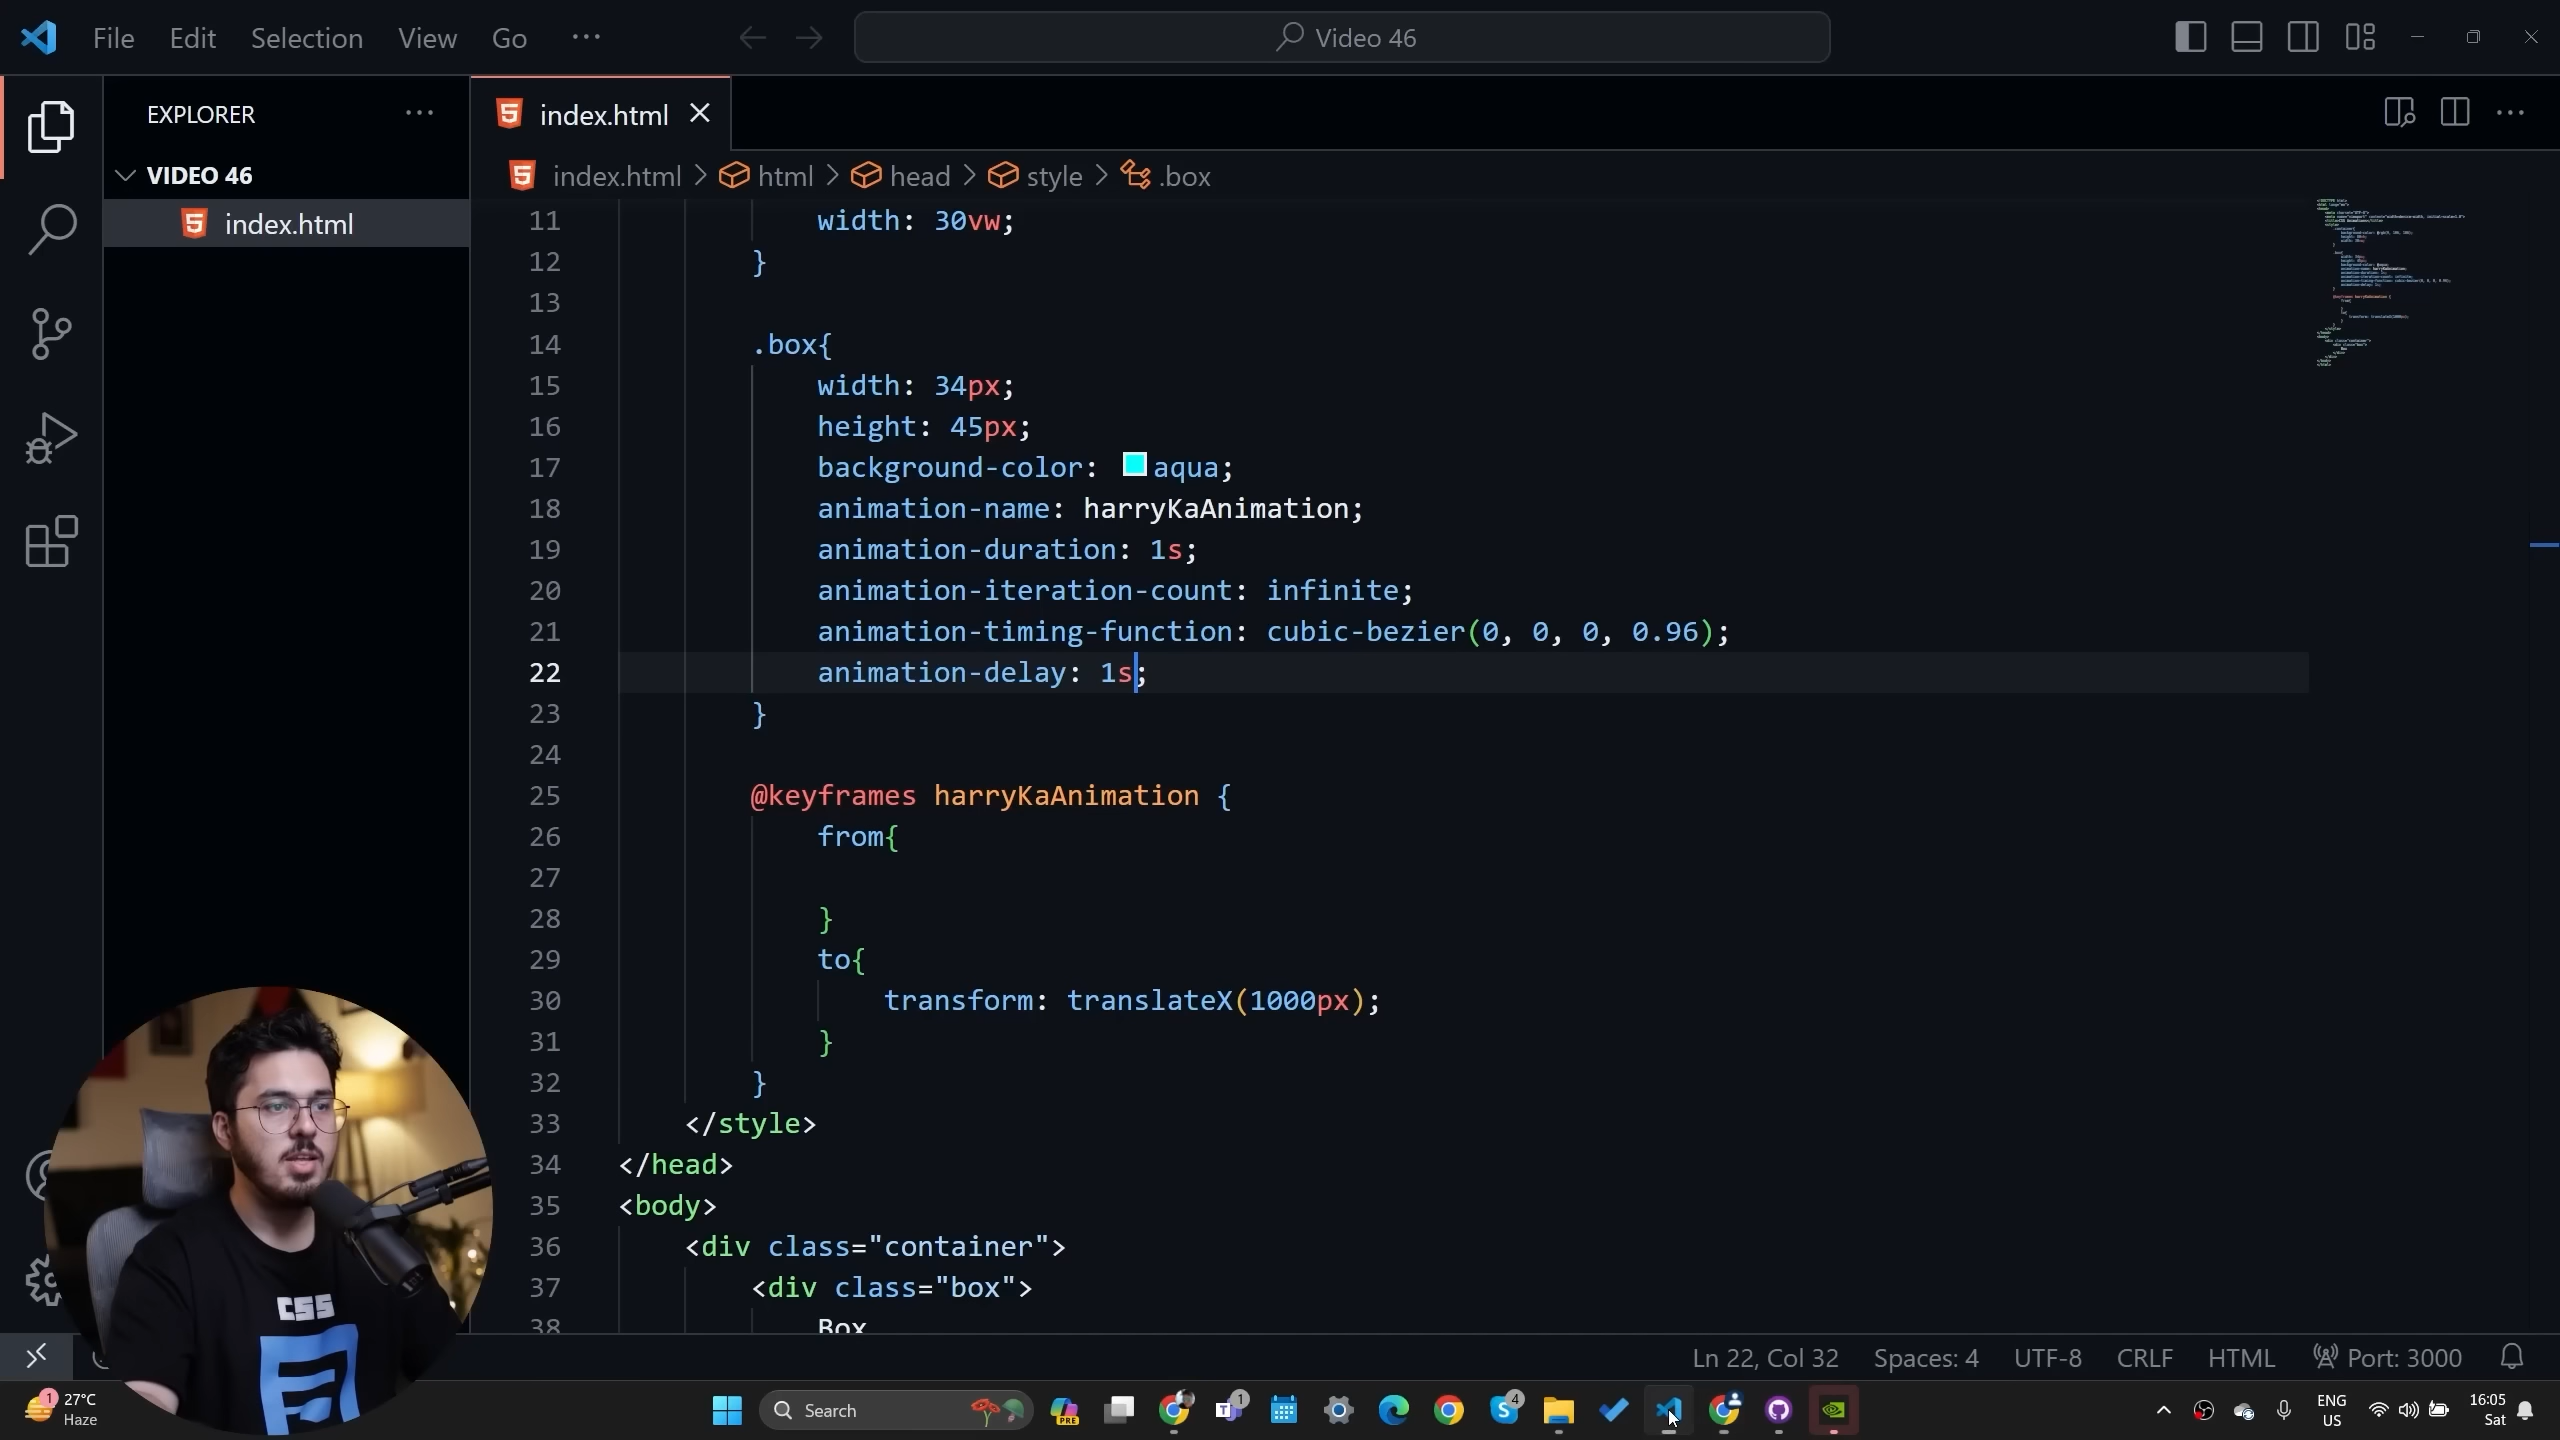 File Edit Selection View Go ···
Video 46
EXPLORER ···
index.html
VIDEO 46
index.html
index.html > html > head > style > .box
11 width: 30vw;
12 }
13
14 .box{
15 width: 34px;
16 height: 45px;
17 background-color: aqua;
18 animation-name: harryKaAnimation;
19 animation-duration: 1s;
20 animation-iteration-count: infinite;
21 animation-timing-function: cubic-bezier(0, 0, 0, 0.96);
22 animation-delay: 1s;
23 }
24
25 @keyframes harryKaAnimation {
26 from{
27
28 }
29 to{
30 transform: translateX(1000px);
31 }
32 }
33 </style>
34 </head>
35 <body>
36 <div class="container">
37 <div class="box">
38 Box
CSS
Ln 22, Col 32 Spaces: 4 UTF-8 CRLF HTML Port: 3000
1
27°C
Haze
Search
PRE
1
4
ENG
US
16:05
Sat